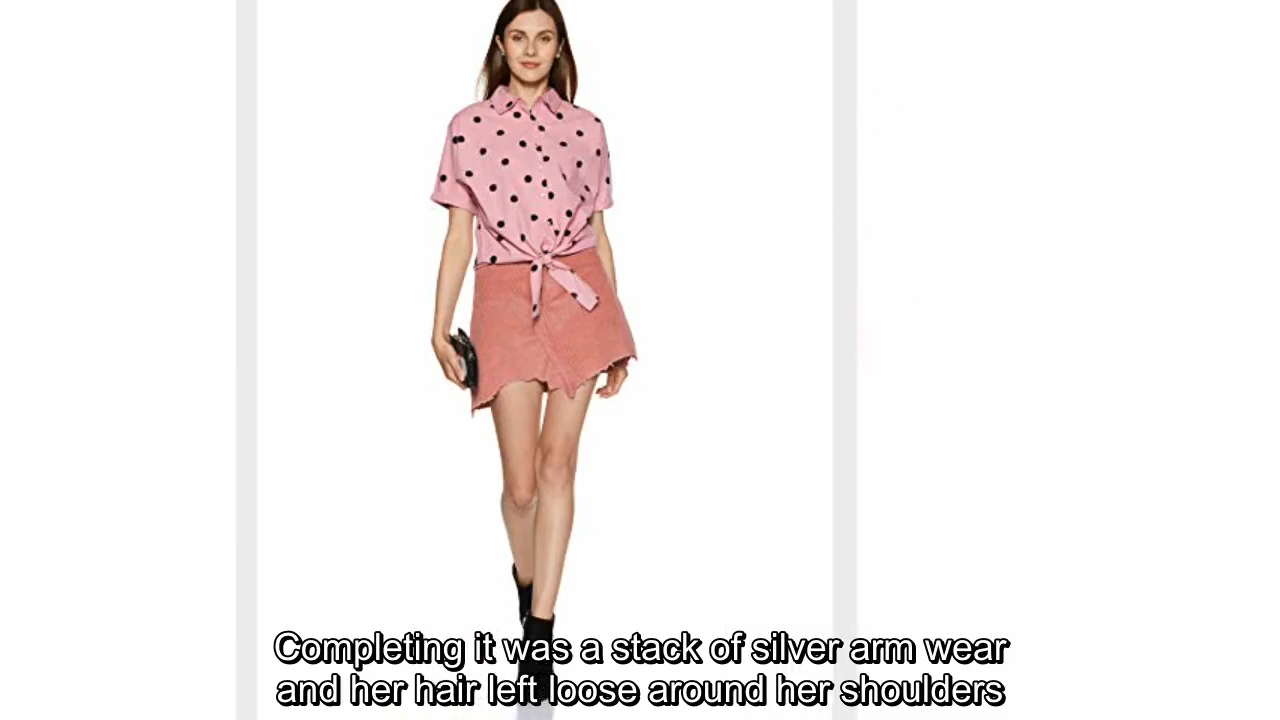 Completing it was a stack of silver arm wear
and her hair left loose around her shoulders